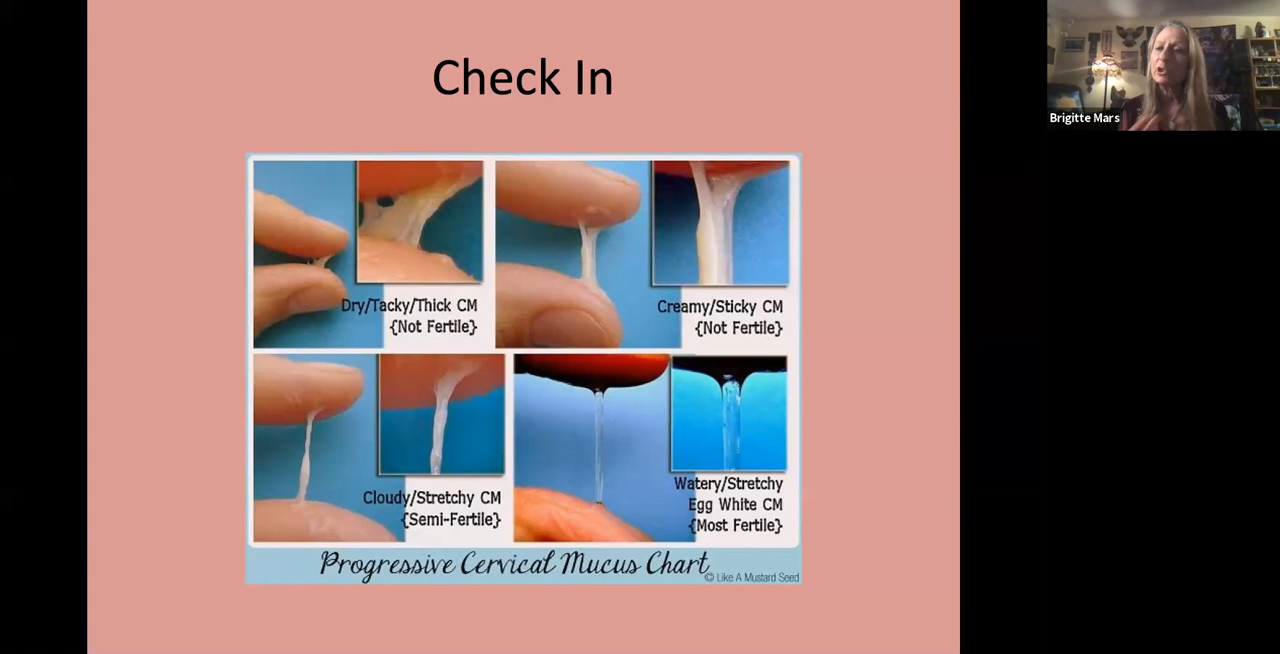 Check In
Brigitte Mars
Dry/Tacky/Thick CM
{Not Fertile}
Creamy/Sticky CM
{Not Fertile}
Cloudy/Stretchy CM
{Semi-Fertile}
Watery/Stretchy
Egg White CM
{Most Fertile}
Progressive Cervical Mucus Chart
© Like A Mustard Seed